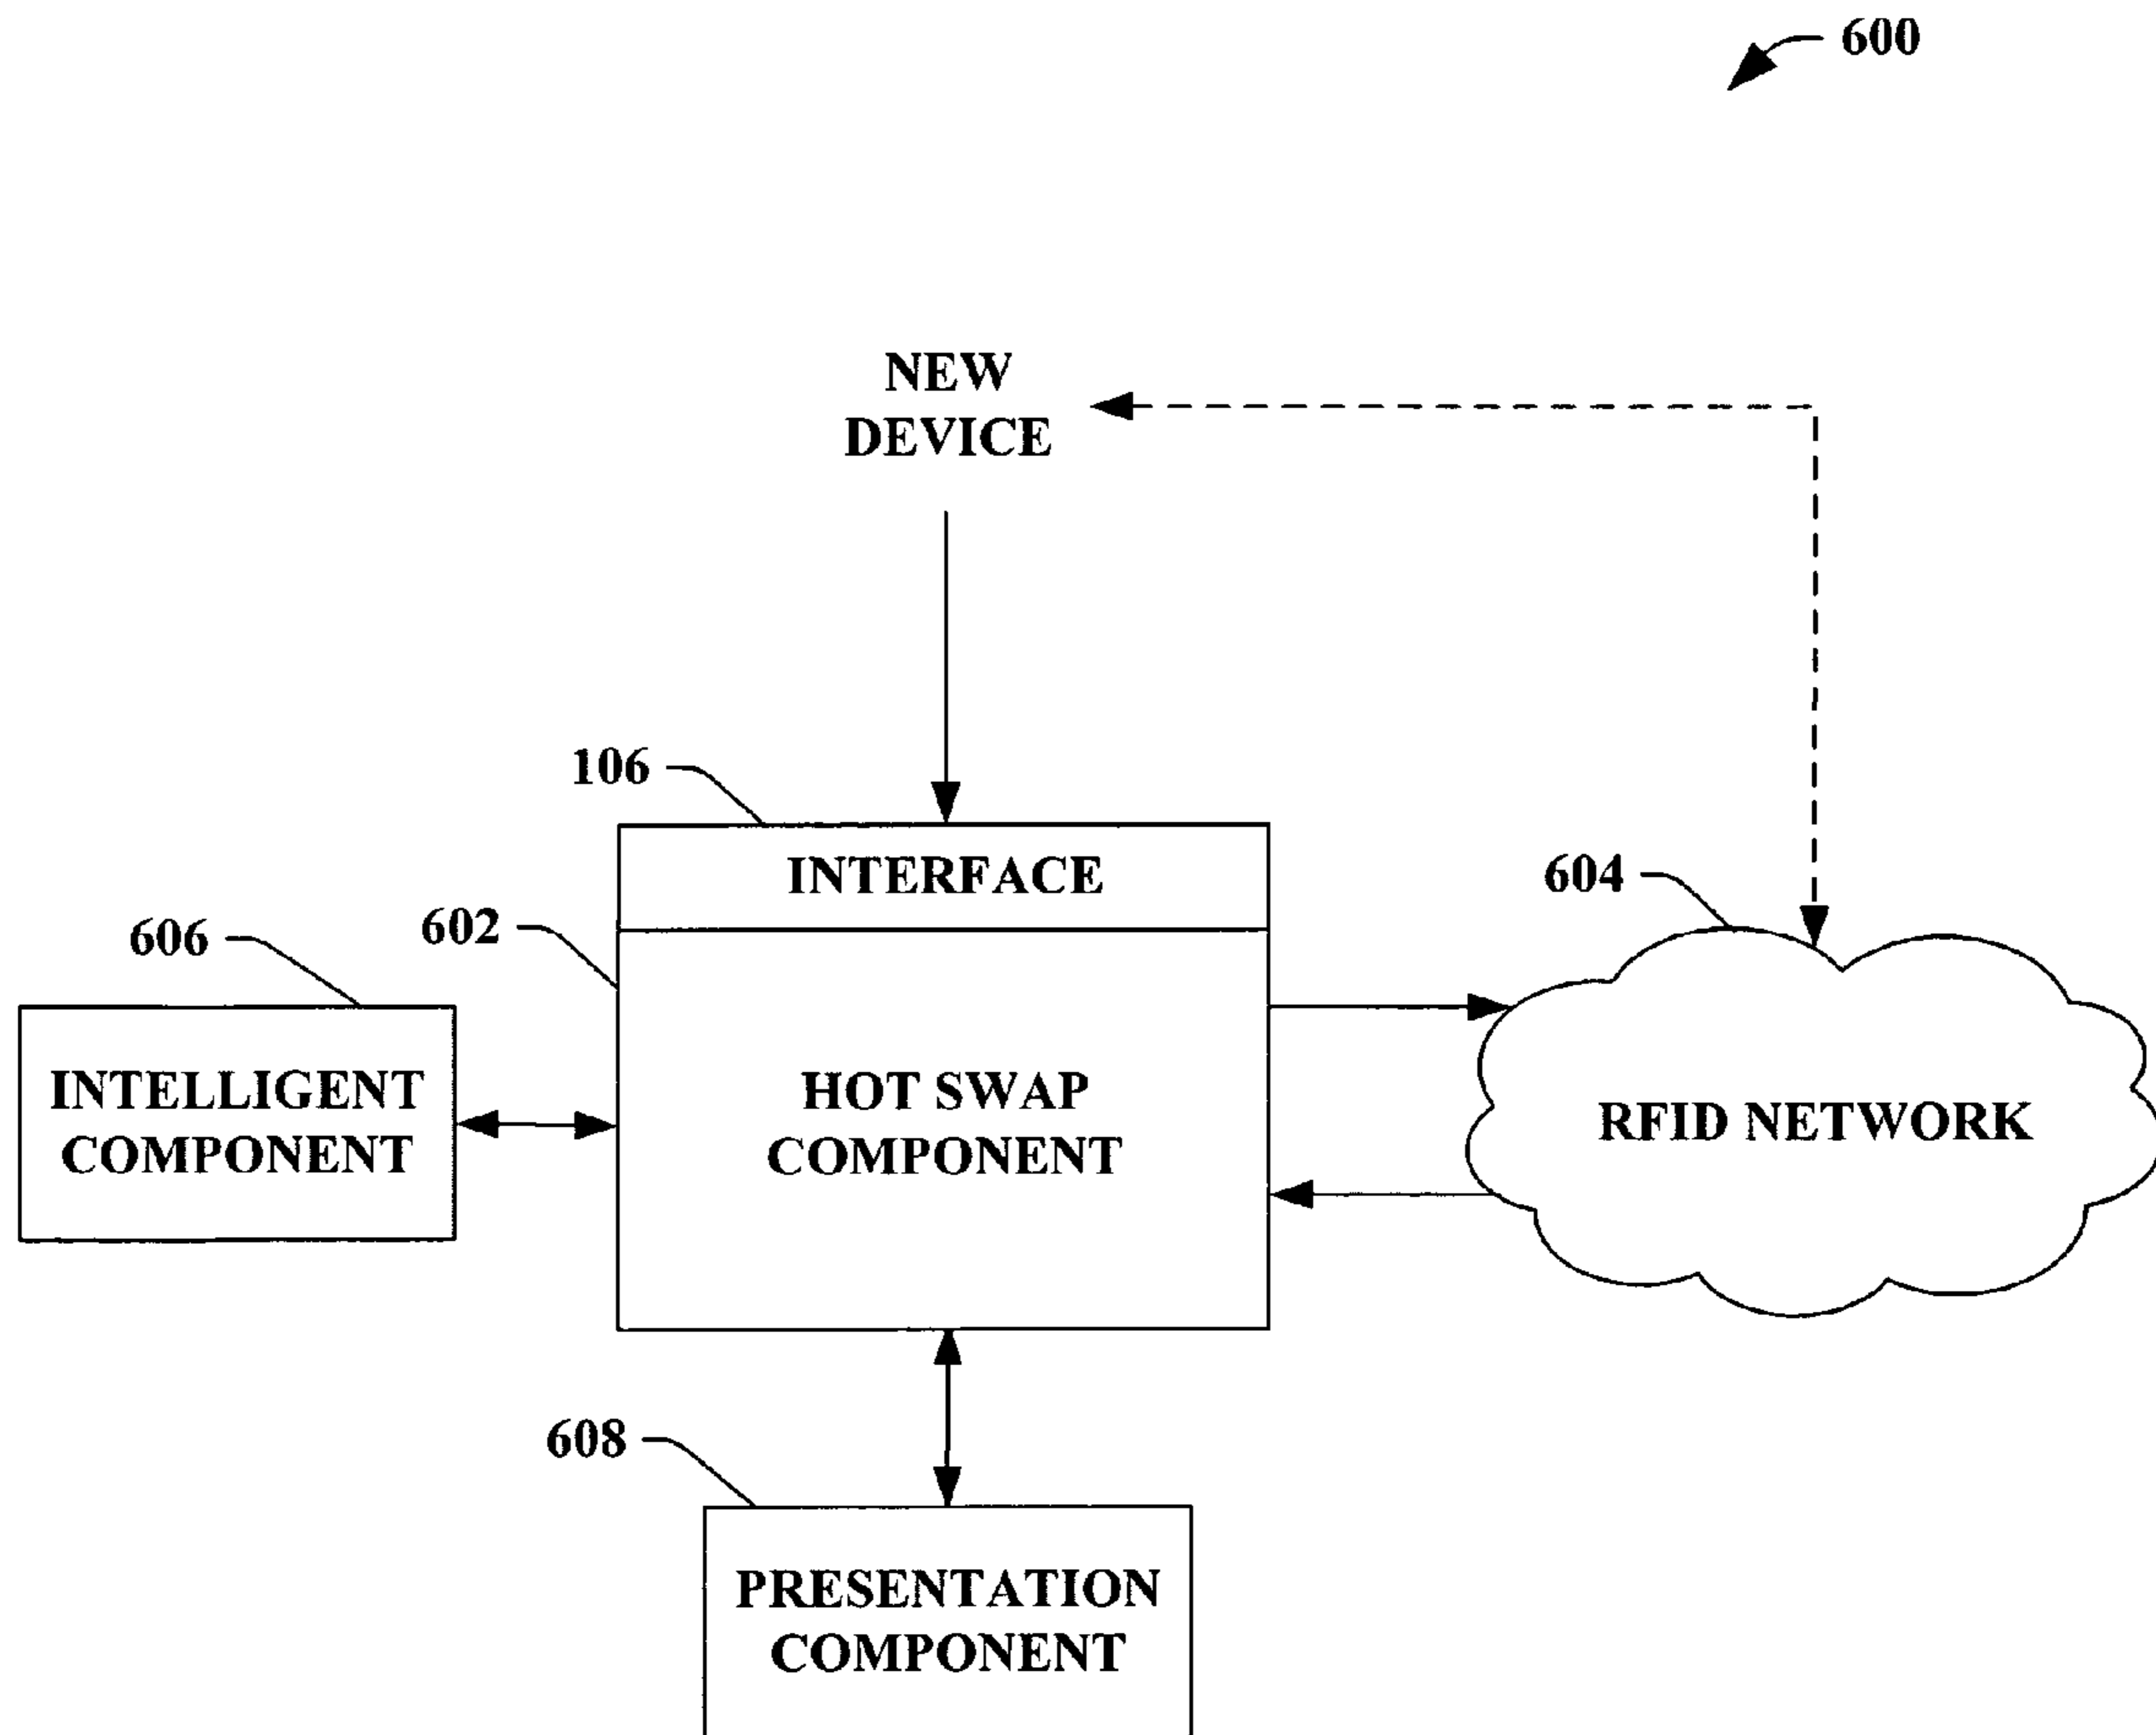 600
NEW
DEVICE
106
INTERFACE
604
602
606
INTELLIGENT
COMPONENT
HOT SWAP
COMPONENT
RFID NETWORK
608
PRESENTATION
COMPONENT